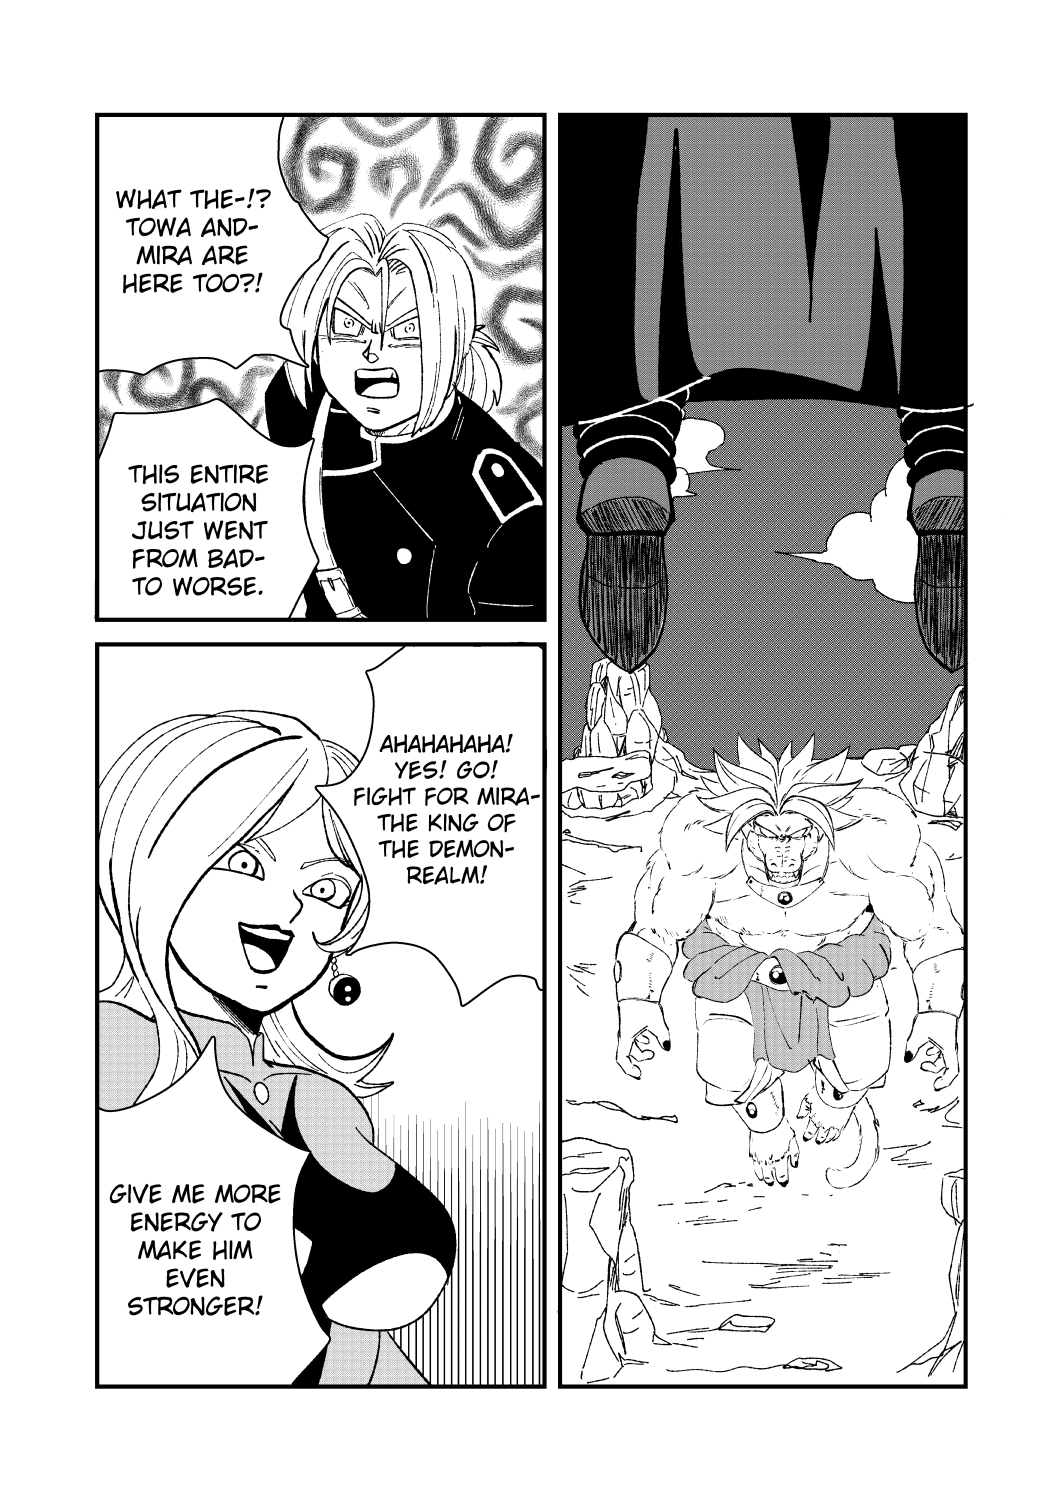 WHAT THE-!?
TOWA AND-
MIRA ARE
HERE TOO?!
THIS ENTIRE
SITUATION
JUST WENT
FROM BAD-
TO WORSE.
AHAHAHAHA!
YES! GO!
FIGHT FOR MIRA-
THE KING OF
THE DEMON-
REALM!
GIVE ME MORE
ENERGY TO
MAKE HIM
EVEN
STRONGER!